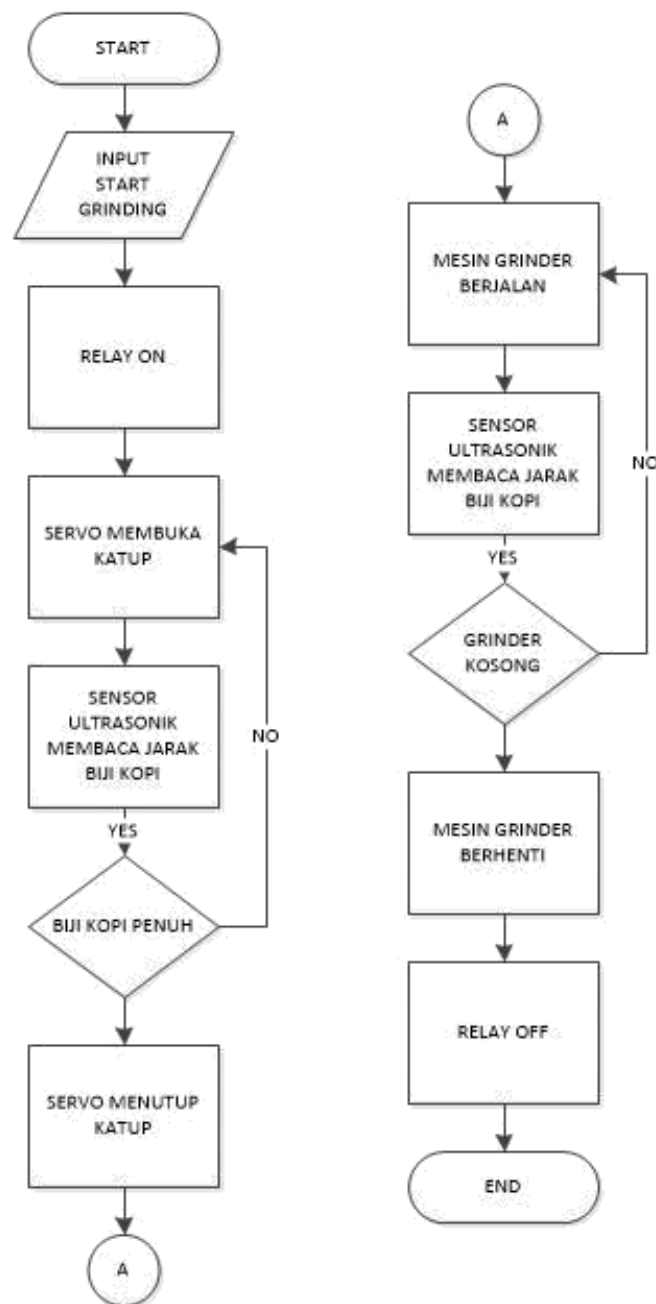 START
INPUT
START
GRINDING
RELAY ON
SERVO MEMBUKA
KATUP
SENSOR
ULTRASONIK
MEMBACA JARAK
BIJI KOPI
NO
YES
BIJI KOPI PENUH
SERVO MENUTUP
KATUP
A
A
MESIN GRINDER
BERJALAN
SENSOR
ULTRASONIK
MEMBACA JARAK
BIJI KOPI
NO
YES
GRINDER
KOSONG
MESIN GRINDER
BERHENTI
RELAY OFF
END